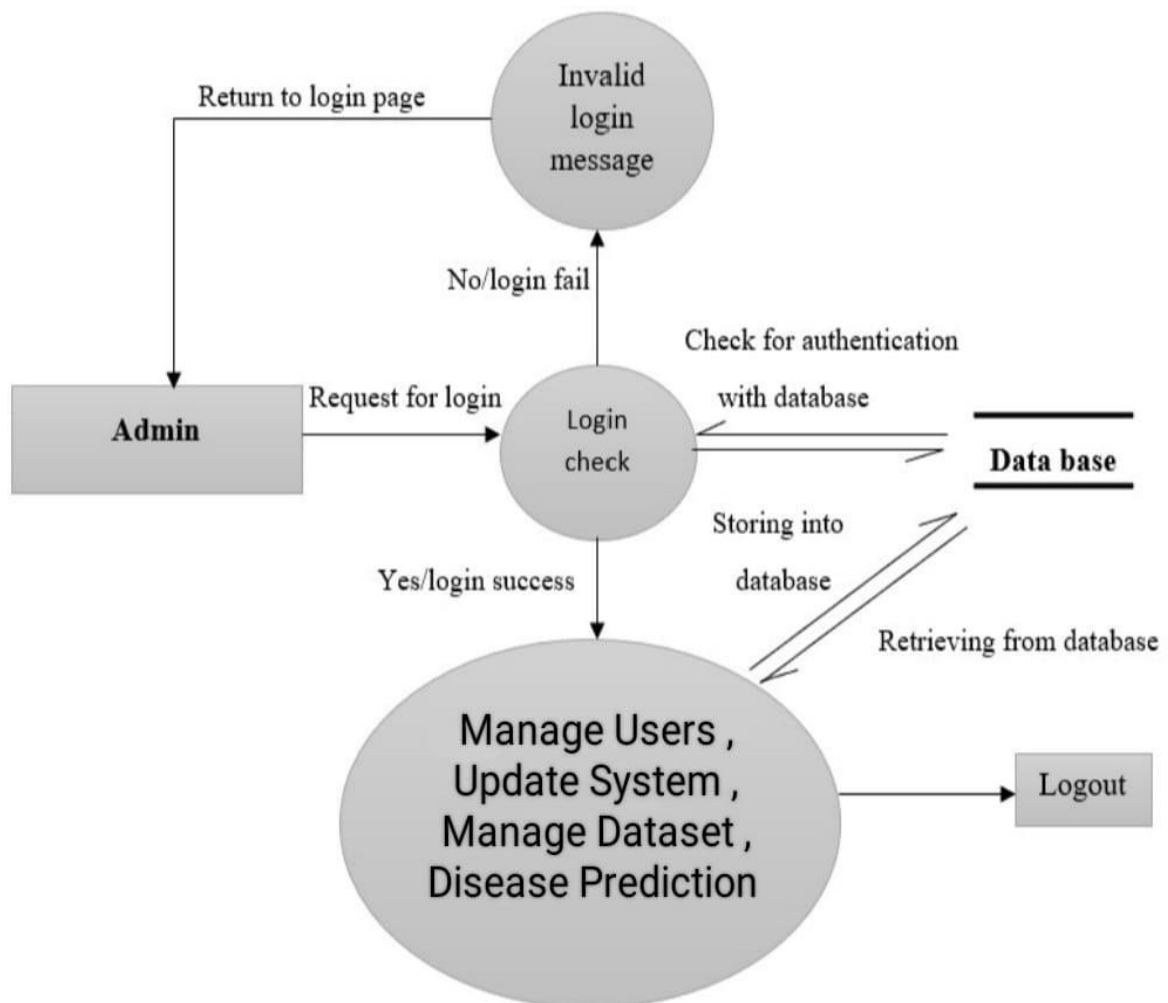 Invalid
login
message
Return to login page
No/login fail
Check for authentication
with database
Request for login
Admin
Login
check
Data base
Storing into
database
Yes/login success
Retrieving from database
Manage Users ,
Update System ,
Manage Dataset ,
Disease Prediction
Logout